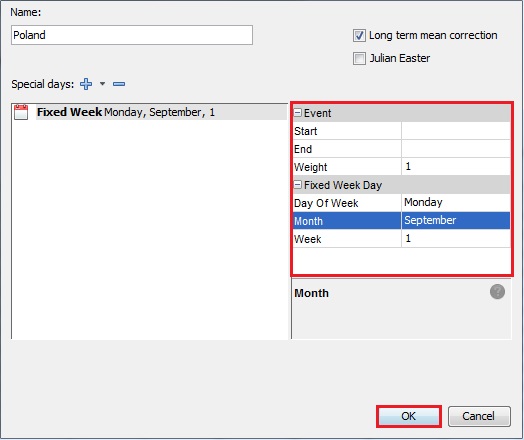 Name:
Poland
Long term mean correction
Julian Easter
Special days:
Fixed Week Monday, September, 1
Event
Start
End
Weight 1
Fixed Week Day
Day Of Week Monday
Month September
Week 1
Month
?
OK Cancel